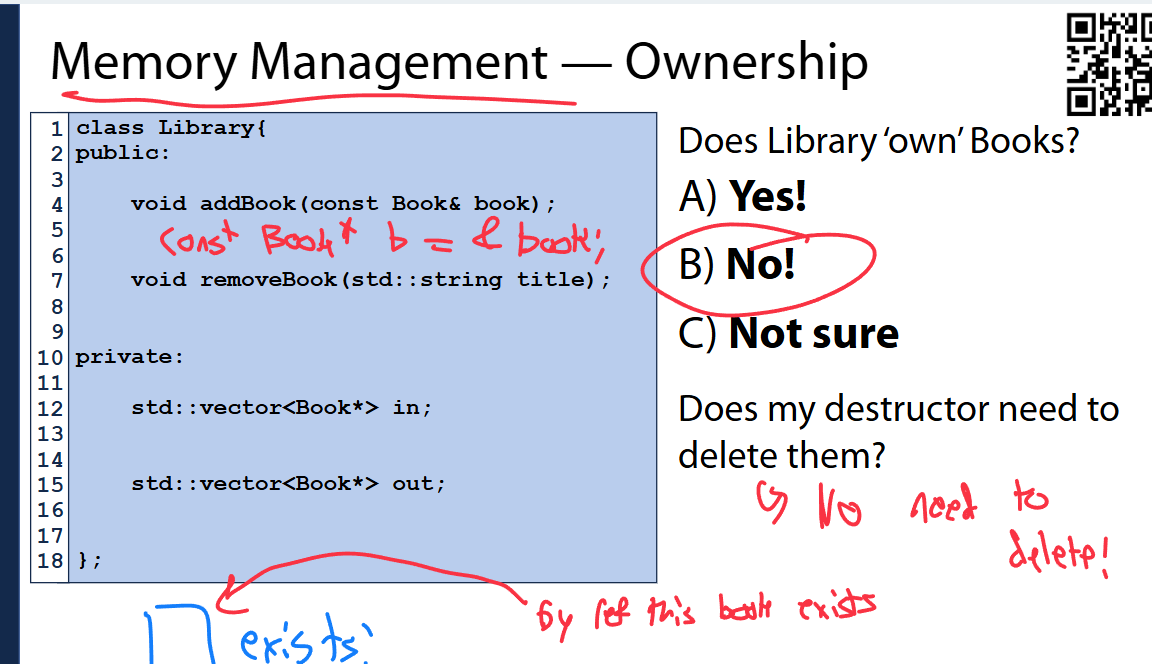 Memory Management — Ownership
1 class Library{
2 public:
3
4 void addBook(const Book& book);
5
const Book* b = & book;
6
7 void removeBook(std::string title);
8
9
10 private:
11
12 std::vector<Book*> in;
13
14
15 std::vector<Book*> out;
16
17
18 };
Does Library ‘own’ Books?
A) Yes!
B) No!
C) Not sure
Does my destructor need to
delete them?
↳ No need to
delete!
by ref this book exists
exists!